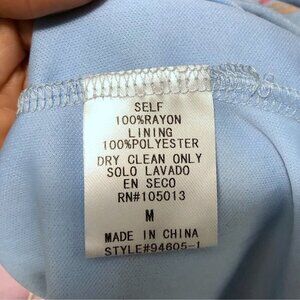 SELF
100%RAYON
LINING
100%POLYESTER
DRY CLEAN ONLY
SOLO LAVADO
EN SECO
RN#105013
M
MADE IN CHINA
STYLE#94605-1